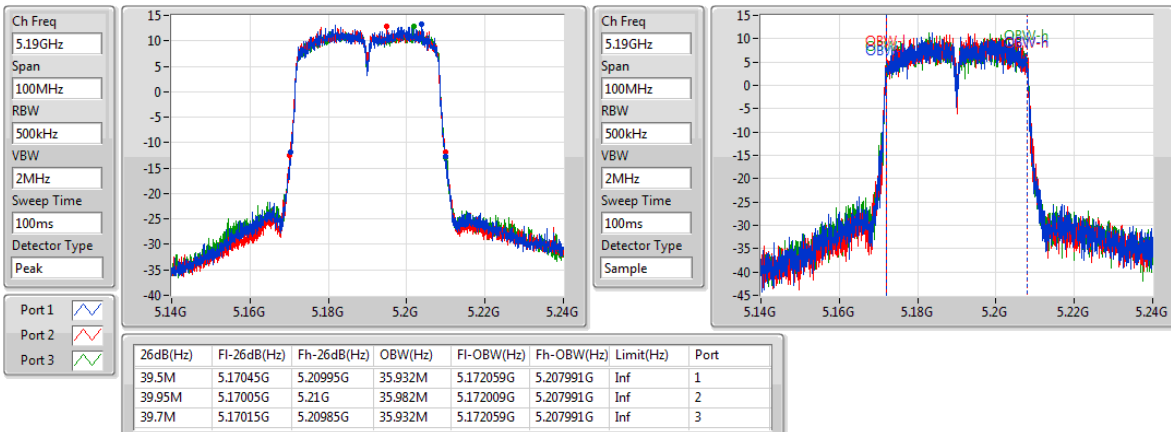 Ch Freq
5.19GHz
Span
100MHz
RBW
500kHz
VBW
2MHz
Sweep Time
100ms
Detector Type
Peak
Port 1
Port 2
Port 3
15
10
5
0
-5
-10
-15
-20
-25
-30
-35
-40
5.14G 5.16G 5.18G 5.2G 5.22G 5.24G
Ch Freq
5.19GHz
Span
100MHz
RBW
500kHz
VBW
2MHz
Sweep Time
100ms
Detector Type
Sample
15
10
5
0
-5
-10
-15
-20
-25
-30
-35
-40
-45
OBW-h
OBW-h
5.14G 5.16G 5.18G 5.2G 5.22G 5.24G
26dB(Hz) Fl-26dB(Hz) Fh-26dB(Hz) OBW(Hz) Fl-OBW(Hz) Fh-OBW(Hz) Limit(Hz) Port
39.5M 5.17045G 5.20995G 35.932M 5.172059G 5.207991G Inf 1
39.95M 5.17005G 5.21G 35.982M 5.172009G 5.207991G Inf 2
39.7M 5.17015G 5.20985G 35.932M 5.172059G 5.207991G Inf 3